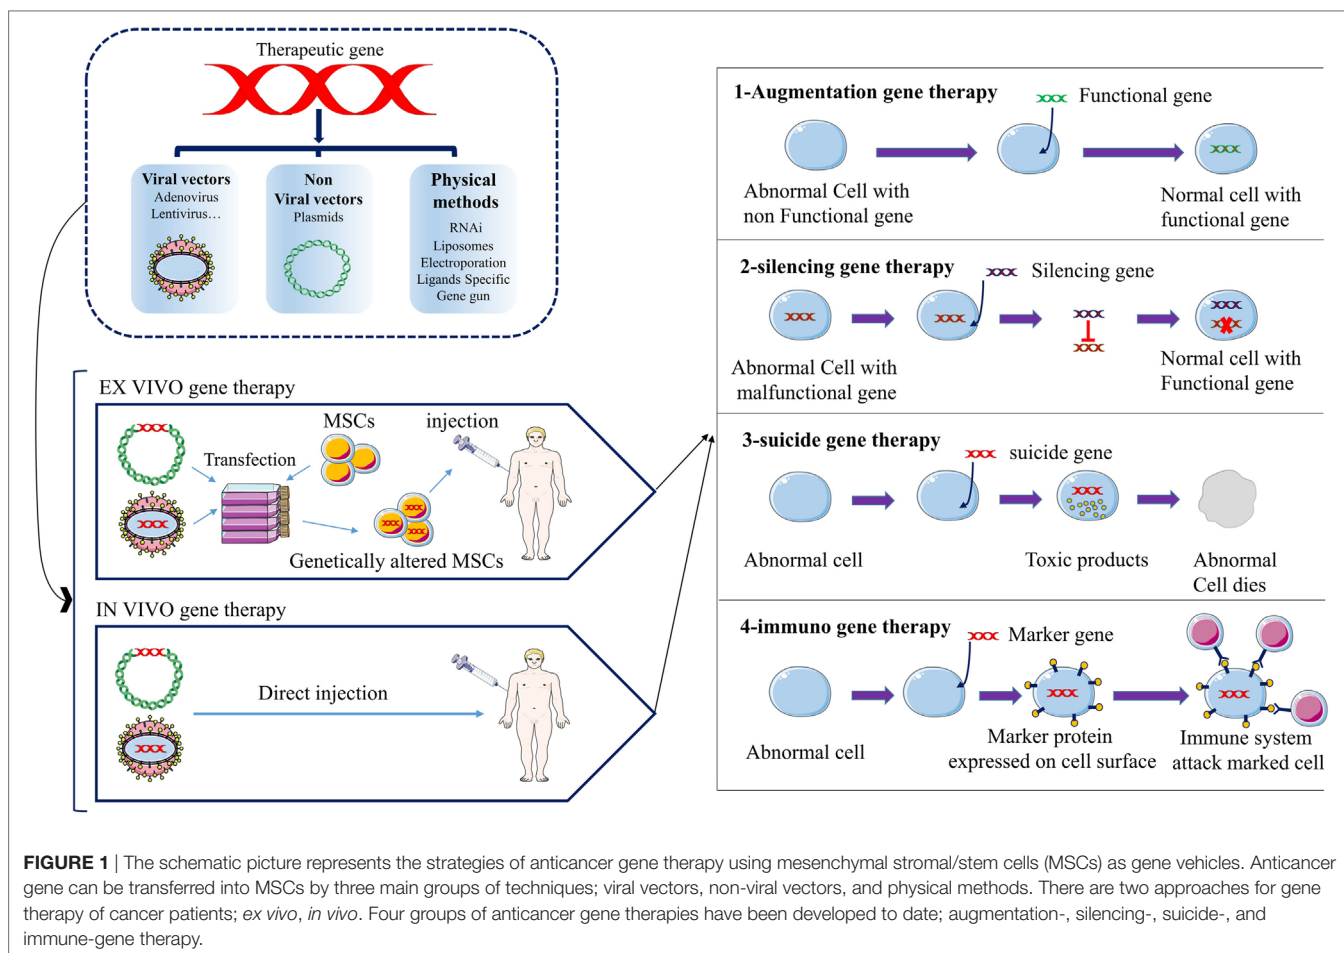 Therapeutic gene
Viral vectors
Adenovirus
Lentivirus...
Non
Viral vectors
Plasmids
Physical
methods
RNAi
Liposomes
Electroporation
Ligands Specific
Gene gun
EX VIVO gene therapy
MSCs
injection
Transfection
Genetically altered MSCs
IN VIVO gene therapy
Direct injection
1-Augmentation gene therapy
Functional gene
Abnormal Cell with
non Functional gene
Normal cell with
functional gene
2-silencing gene therapy
Silencing gene
Abnormal Cell with
malfunctional gene
Normal cell with
Functional gene
3-suicide gene therapy
suicide gene
Abnormal cell
Toxic products
Abnormal
Cell dies
4-immuno gene therapy
Marker gene
Abnormal cell
Marker protein
expressed on cell surface
Immune system
attack marked cell
FIGURE 1 | The schematic picture represents the strategies of anticancer gene therapy using mesenchymal stromal/stem cells (MSCs) as gene vehicles. Anticancer
gene can be transferred into MSCs by three main groups of techniques; viral vectors, non-viral vectors, and physical methods. There are two approaches for gene
therapy of cancer patients; ex vivo, in vivo. Four groups of anticancer gene therapies have been developed to date; augmentation-, silencing-, suicide-, and
immune-gene therapy.